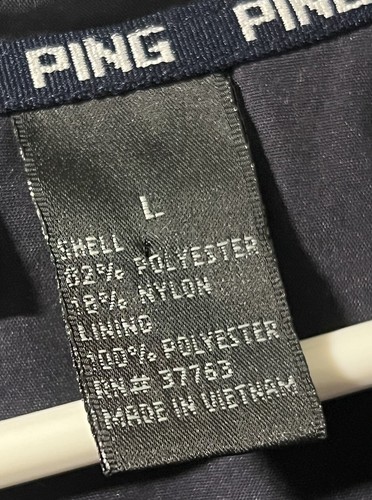 PING PING
L
SHELL
82% POLYESTER
18% NYLON
LINING
100% POLYESTER
RN# 37763
MADE IN VIETNAM